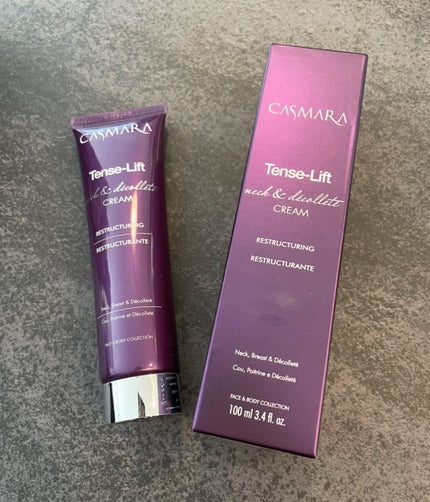 CASMARA
Tense-Lift
neck & décolleté
CREAM
RESTRUCTURING
RESTRUCTURANTE
Neck, Breast & Décolleté
Cou, Poitrine et Décolleté
FACE & BODY COLLECTION
CASMARA
Tense-Lift
neck & décolleté
CREAM
RESTRUCTURING
RESTRUCTURANTE
Neck, Breast & Décolleté
Cou, Poitrine e Décolleté
FACE & BODY COLLECTION
100 ml 3.4 fl. oz.